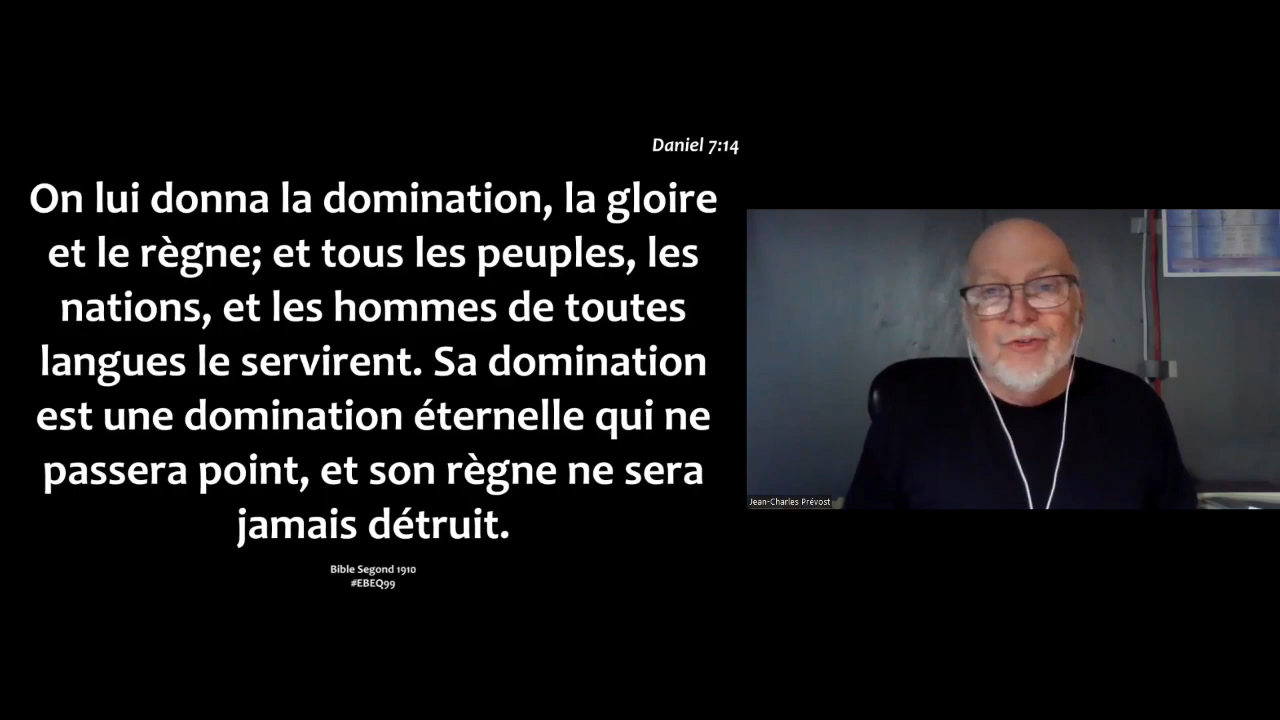 Daniel 7:14
On lui donna la domination, la gloire
et le règne; et tous les peuples, les
nations, et les hommes de toutes
langues le servirent. Sa domination
est une domination éternelle qui ne
passera point, et son règne ne sera
jamais détruit.
Bible Segond 1910
#EBEQ99
Jean-Charles Prévost